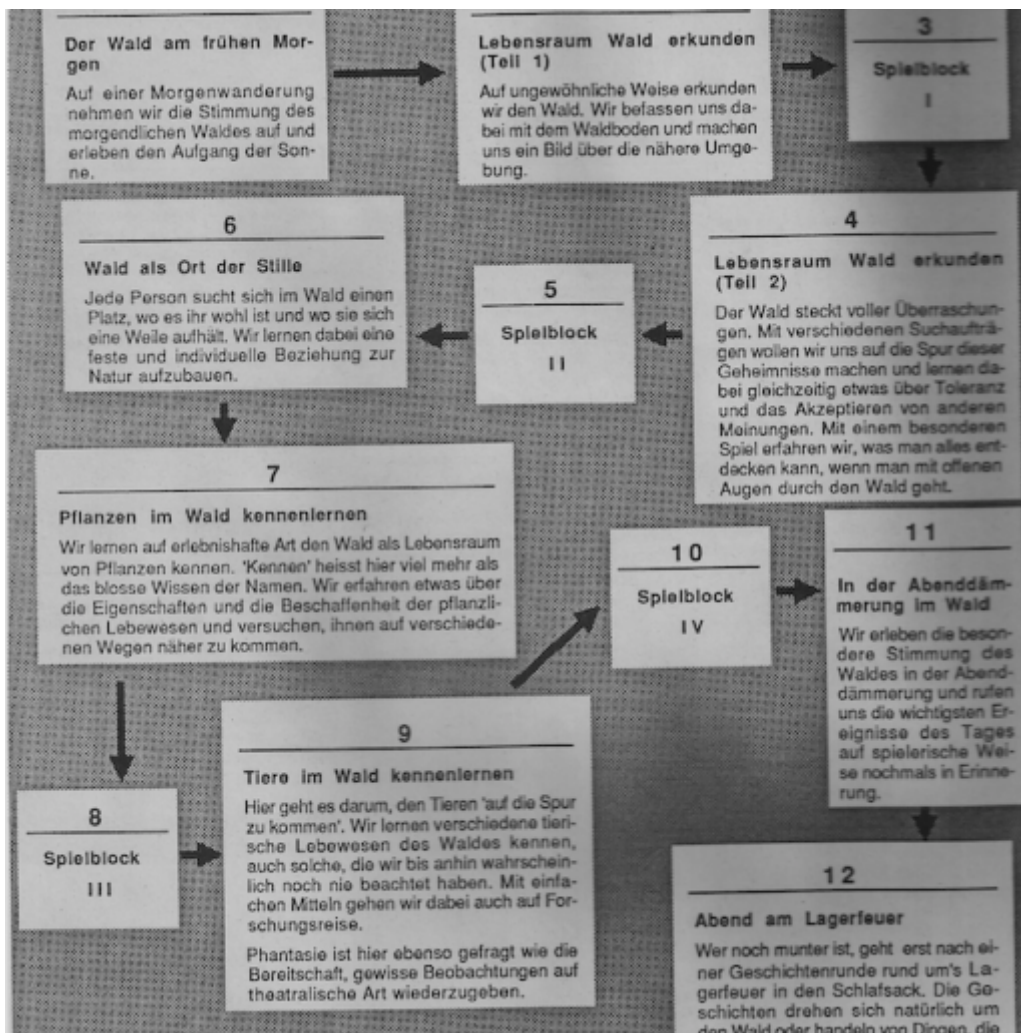 Der Wald am frühen Mor-
gen
Auf einer Morgenwanderung
nehmen wir die Stimmung des
morgendlichen Waldes auf und
erleben den Aufgang der Son-
ne.
Lebensraum Wald erkunden
(Teil 1)
Auf ungewöhnliche Weise erkunden
wir den Wald. Wir befassen uns da-
bei mit dem Waldboden und machen
uns ein Bild über die nähere Umge-
bung.
3
Spielblock
I
4
Lebensraum Wald erkunden
(Teil 2)
Der Wald steckt voller Überraschun-
gen. Mit verschiedenen Suchaufträ-
gen wollen wir uns auf die Spur dieser
Geheimnisse machen und lernen da-
bei gleichzeitig etwas über Toleranz
und das Akzeptieren von anderen
Meinungen. Mit einem besonderen
Spiel erfahren wir, was man alles ent-
decken kann, wenn man mit offenen
Augen durch den Wald geht.
5
Spielblock
II
6
Wald als Ort der Stille
Jede Person sucht sich im Wald einen
Platz, wo es ihr wohl ist und wo sie sich
eine Weile aufhält. Wir lernen dabei eine
feste und individuelle Beziehung zur
Natur aufzubauen.
7
Pflanzen im Wald kennenlernen
Wir lernen auf erlebnishafte Art den Wald als Lebensraum
von Pflanzen kennen. 'Kennen' heisst hier viel mehr als
das blosse Wissen der Namen. Wir erfahren etwas über
die Eigenschaften und die Beschaffenheit der pflanzli-
chen Lebewesen und versuchen, ihnen auf verschiede-
nen Wegen näher zu kommen.
8
Spielblock
III
9
Tiere im Wald kennenlernen
Hier geht es darum, den Tieren 'auf die Spur
zu kommen'. Wir lernen verschiedene tieri-
sche Lebewesen des Waldes kennen,
auch solche, die wir bis anhin wahrschein-
lich noch nie beachtet haben. Mit einfa-
chen Mitteln gehen wir dabei auch auf For-
schungsreise.
Phantasie ist hier ebenso gefragt wie die
Bereitschaft, gewisse Beobachtungen auf
theatralische Art wiederzugeben.
10
Spielblock
IV
11
In der Abenddäm-
merung im Wald
Wir erleben die beson-
dere Stimmung des
Waldes in der Abend-
dämmerung und rufen
uns die wichtigsten Er-
eignisse des Tages
auf spielerische Wei-
se nochmals in Erinne-
rung.
12
Abend am Lagerfeuer
Wer noch munter ist, geht erst nach ei-
ner Geschichtenrunde rund um's La-
gerfeuer in den Schlafsack. Die Ge-
schichten drehen sich natürlich um
den Wald oder handeln von Dingen, die